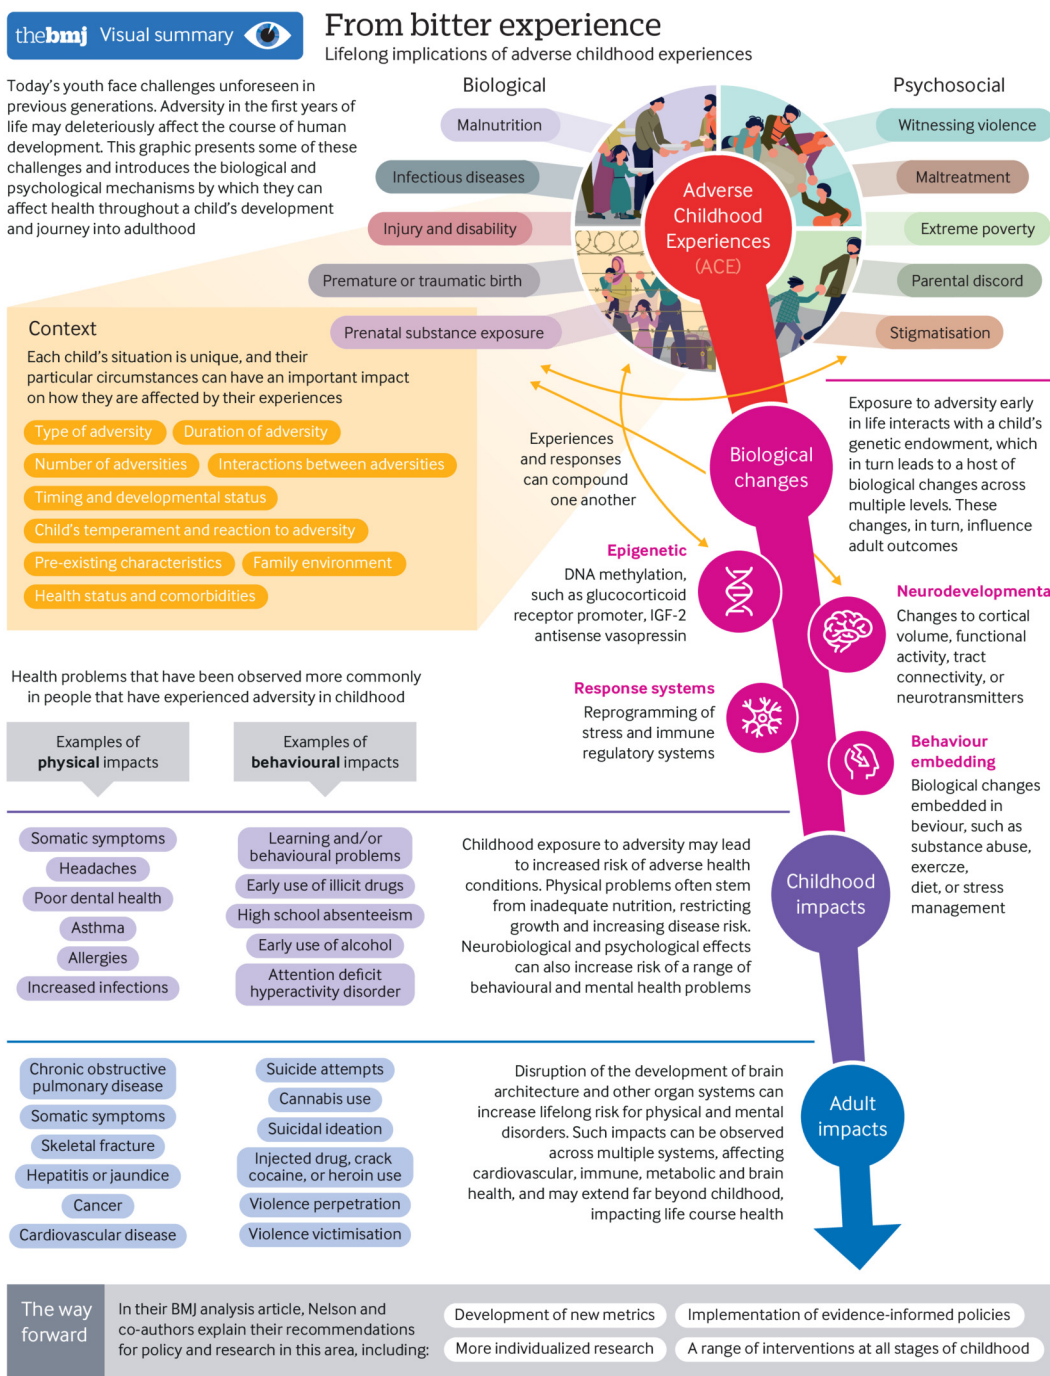 thebmj Visual summary
From bitter experience
Lifelong implications of adverse childhood experiences
Today's youth face challenges unforeseen in
previous generations. Adversity in the first years of
life may deleteriously affect the course of human
development. This graphic presents some of these
challenges and introduces the biological and
psychological mechanisms by which they can
affect health throughout a child's development
and journey into adulthood
Biological
Malnutrition
Infectious diseases
Injury and disability
Premature or traumatic birth
Prenatal substance exposure
Adverse
Childhood
Experiences
(ACE)
Psychosocial
Witnessing violence
Maltreatment
Extreme poverty
Parental discord
Stigmatisation
Context
Each child's situation is unique, and their
particular circumstances can have an important impact
on how they are affected by their experiences
Type of adversity
Duration of adversity
Number of adversities
Interactions between adversities
Timing and developmental status
Child's temperament and reaction to adversity
Pre-existing characteristics
Family environment
Health status and comorbidities
Experiences
and responses
can compound
one another
Biological
changes
Exposure to adversity early
in life interacts with a child's
genetic endowment, which
in turn leads to a host of
biological changes across
multiple levels. These
changes, in turn, influence
adult outcomes
Epigenetic
DNA methylation,
such as glucocorticoid
receptor promoter, IGF-2
antisense vasopressin
Neurodevelopmenta
Changes to cortical
volume, functional
activity, tract
connectivity, or
neurotransmitters
Response systems
Reprogramming of
stress and immune
regulatory systems
Behaviour
embedding
Biological changes
embedded in
beviour, such as
substance abuse,
exercze,
diet, or stress
management
Health problems that have been observed more commonly
in people that have experienced adversity in childhood
Examples of
physical impacts
Examples of
behavioural impacts
Somatic symptoms
Headaches
Poor dental health
Asthma
Allergies
Increased infections
Learning and/or
behavioural problems
Early use of illicit drugs
High school absenteeism
Early use of alcohol
Attention deficit
hyperactivity disorder
Childhood exposure to adversity may lead
to increased risk of adverse health
conditions. Physical problems often stem
from inadequate nutrition, restricting
growth and increasing disease risk.
Neurobiological and psychological effects
can also increase risk of a range of
behavioural and mental health problems
Childhood
impacts
Chronic obstructive
pulmonary disease
Somatic symptoms
Skeletal fracture
Hepatitis or jaundice
Cancer
Cardiovascular disease
Suicide attempts
Cannabis use
Suicidal ideation
Injected drug, crack
cocaine, or heroin use
Violence perpetration
Violence victimisation
Disruption of the development of brain
architecture and other organ systems can
increase lifelong risk for physical and mental
disorders. Such impacts can be observed
across multiple systems, affecting
cardiovascular, immune, metabolic and brain
health, and may extend far beyond childhood,
impacting life course health
Adult
impacts
The way
forward
In their BMJ analysis article, Nelson and
co-authors explain their recommendations
for policy and research in this area, including:
Development of new metrics
Implementation of evidence-informed policies
More individualized research
A range of interventions at all stages of childhood